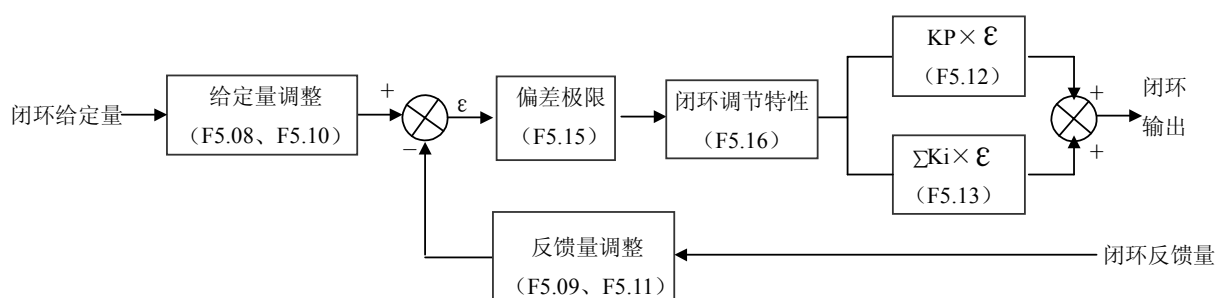 闭环给定量
给定量调整
（F5.08、F5.10）
+
−
ε
偏差极限
（F5.15）
闭环调节特性
（F5.16）
KP× ε
（F5.12）
∑Ki× ε
（F5.13）
+
+
闭环
输出
反馈量调整
（F5.09、F5.11）
闭环反馈量